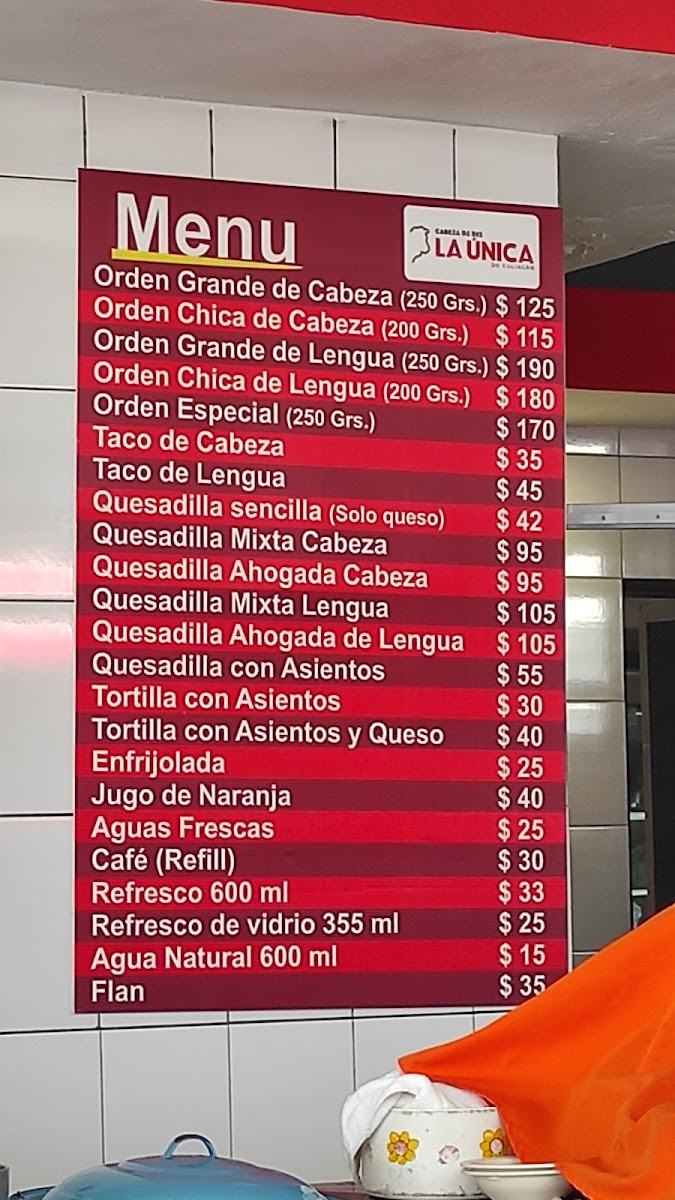 Menu
CABEZA DE RES
LA ÚNICA
DE CULIACÁN
Orden Grande de Cabeza (250 Grs.) $ 125
Orden Chica de Cabeza (200 Grs.) $ 115
Orden Grande de Lengua (250 Grs.) $ 190
Orden Chica de Lengua (200 Grs.) $ 180
Orden Especial (250 Grs.) $ 170
Taco de Cabeza $ 35
Taco de Lengua $ 45
Quesadilla sencilla (Solo queso) $ 42
Quesadilla Mixta Cabeza $ 95
Quesadilla Ahogada Cabeza $ 95
Quesadilla Mixta Lengua $ 105
Quesadilla Ahogada de Lengua $ 105
Quesadilla con Asientos $ 55
Tortilla con Asientos $ 30
Tortilla con Asientos y Queso $ 40
Enfrijolada $ 25
Jugo de Naranja $ 40
Aguas Frescas $ 25
Café (Refill) $ 30
Refresco 600 ml $ 33
Refresco de vidrio 355 ml $ 25
Agua Natural 600 ml $ 15
Flan $ 35